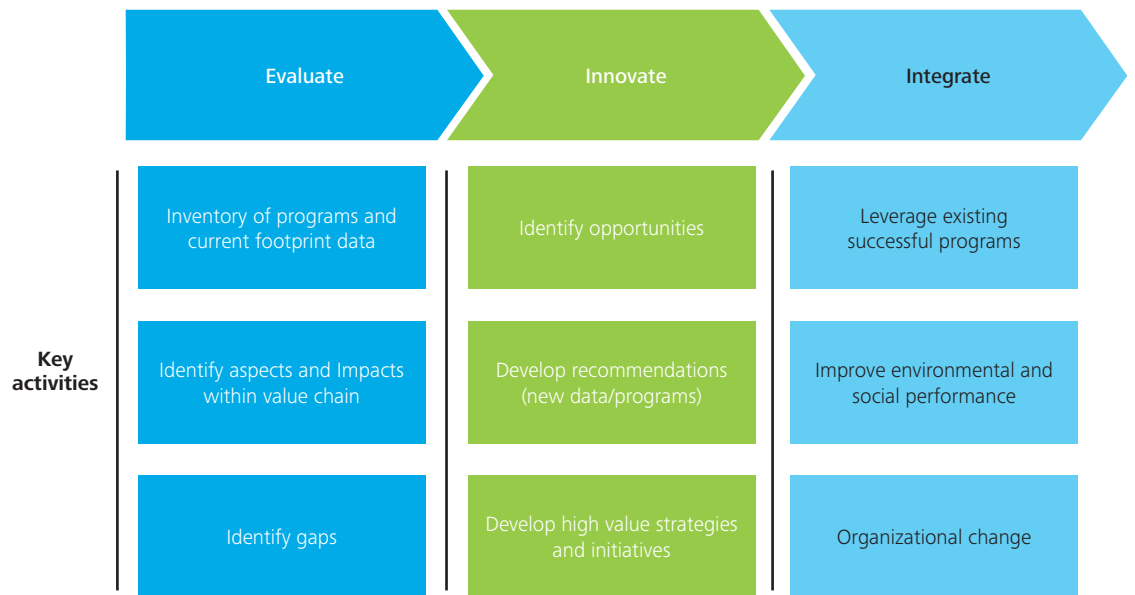 Evaluate
Innovate
Integrate
Key
activities
Inventory of programs and
current footprint data
Identify opportunities
Leverage existing
successful programs
Identify aspects and Impacts
within value chain
Develop recommendations
(new data/programs)
Improve environmental and
social performance
Identify gaps
Develop high value strategies
and initiatives
Organizational change